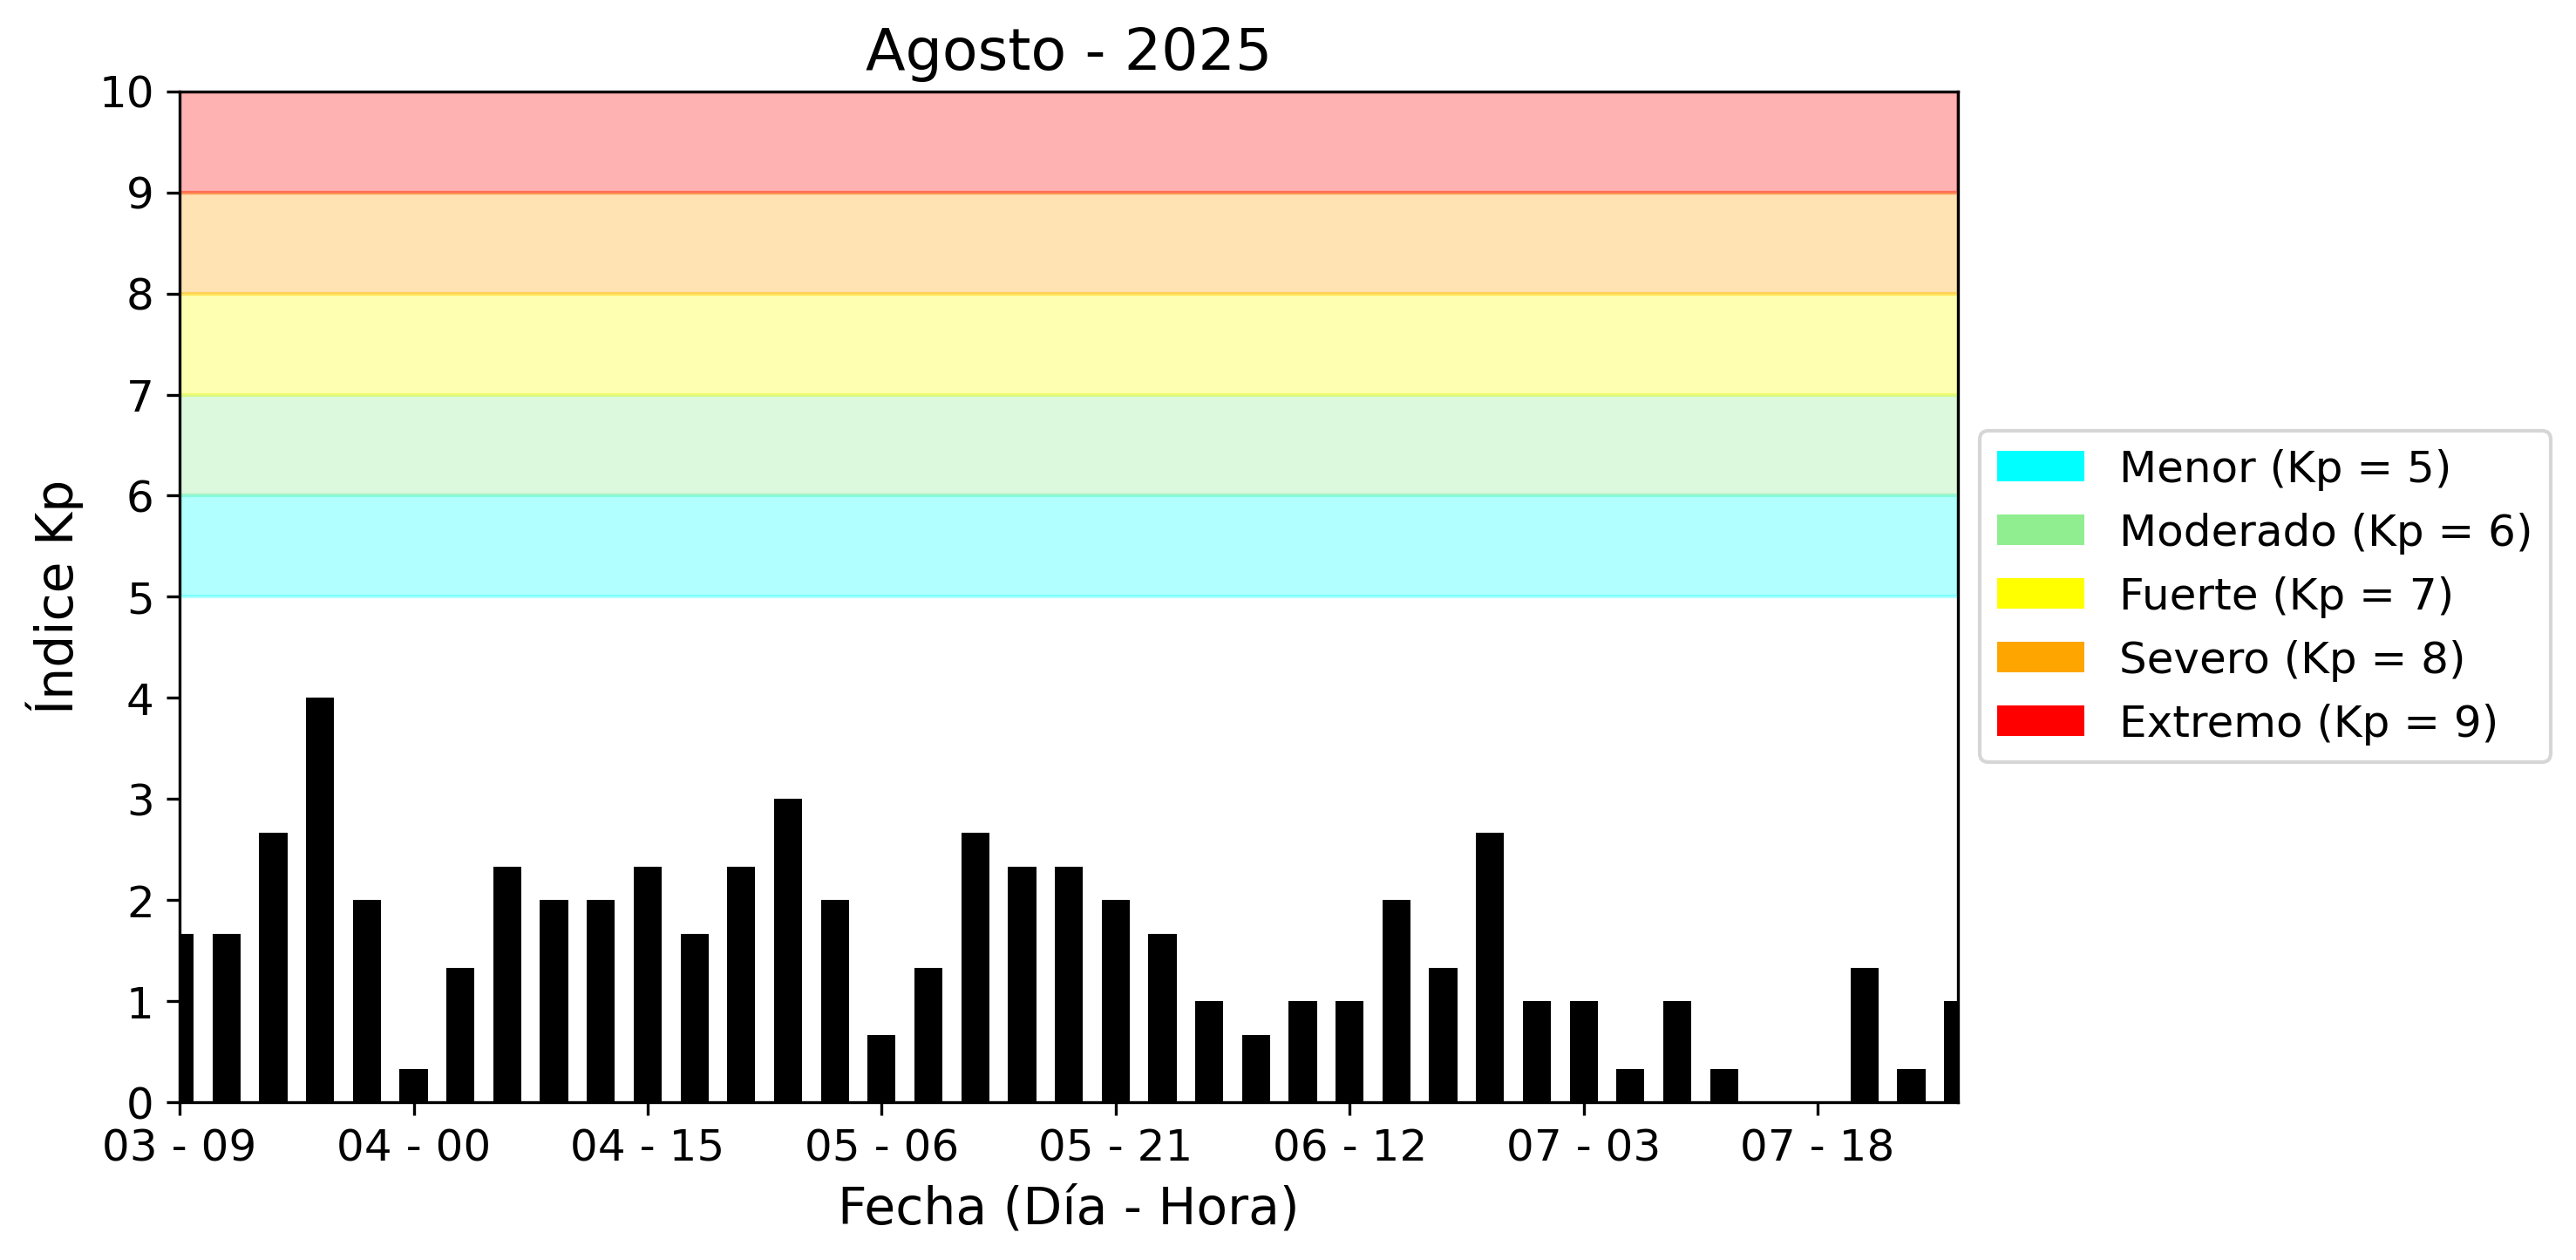 Agosto - 2025
Índice Kp
10
9
8
7
6
5
4
3
2
1
0
03 - 09
04 - 00
04 - 15
05 - 06
05 - 21
06 - 12
07 - 03
07 - 18
Fecha (Día - Hora)
Menor (Kp = 5)
Moderado (Kp = 6)
Fuerte (Kp = 7)
Severo (Kp = 8)
Extremo (Kp = 9)